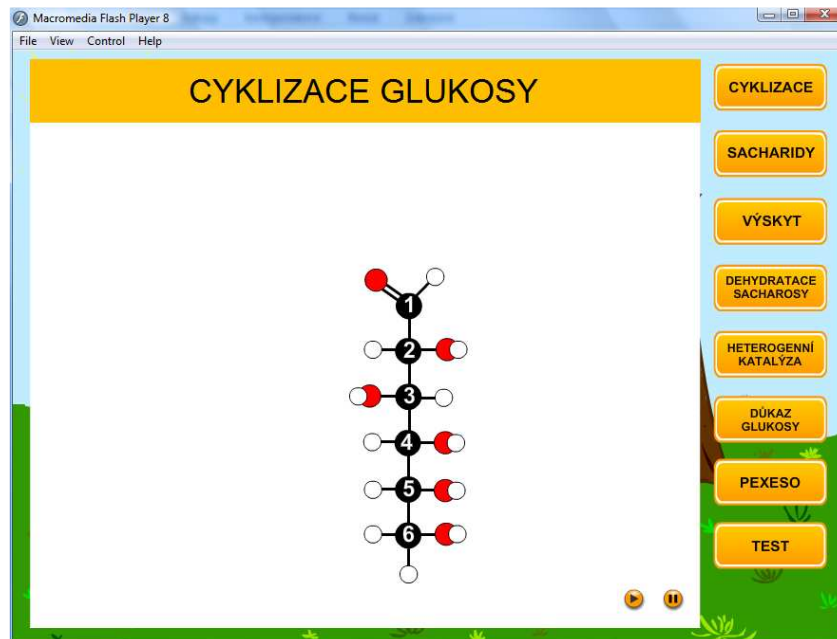 Macromedia Flash Player 8
File View Control Help
CYKLIZACE GLUKOSY
1
2
3
4
5
6
CYKLIZACE
SACHARIDY
VÝSKYT
DEHYDRATACE
SACHAROSY
HETEROGENNÍ
KATALÝZA
DŮKAZ
GLUKOSY
PEXESO
TEST